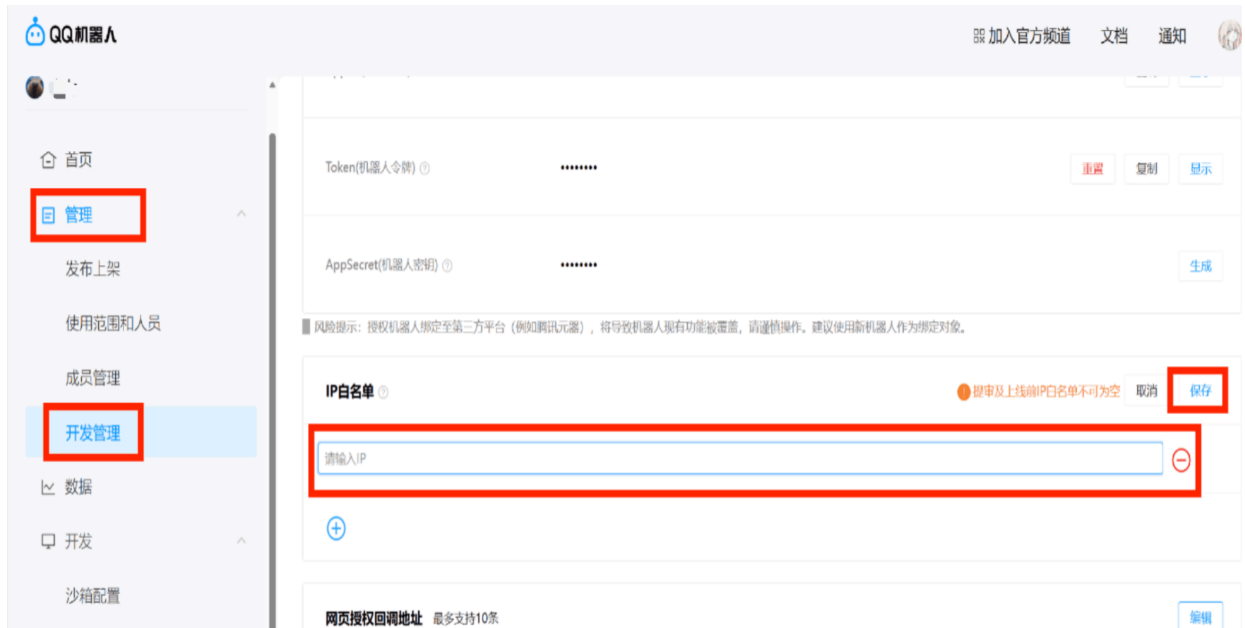 QQ机器人
加入官方频道 文档 通知
首页
管理
发布上架
使用范围和人员
成员管理
开发管理
数据
开发
沙箱配置
Token(机器人令牌) •••••••• 重置 复制 显示
AppSecret(机器人密钥) •••••••• 生成
风险提示：授权机器人绑定至第三方平台（例如腾讯元器），将导致机器人现有功能被覆盖，请谨慎操作。建议使用新机器人作为绑定对象。
IP白名单 提审及上线前IP白名单不可为空 取消 保存
请输入IP
网页授权回调地址 最多支持10条 编辑